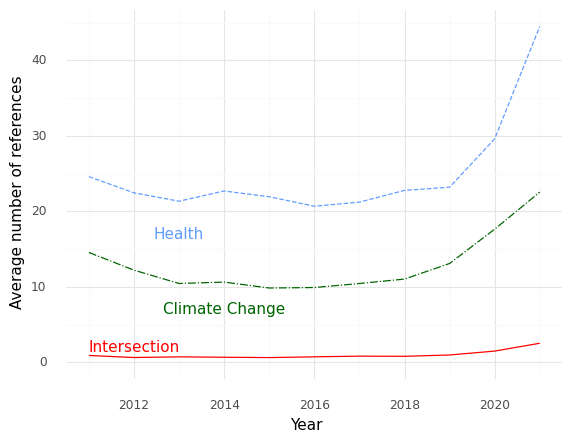 Average number of references
40
30
20
10
0
Health
Climate Change
Intersection
2012 2014 2016 2018 2020
Year